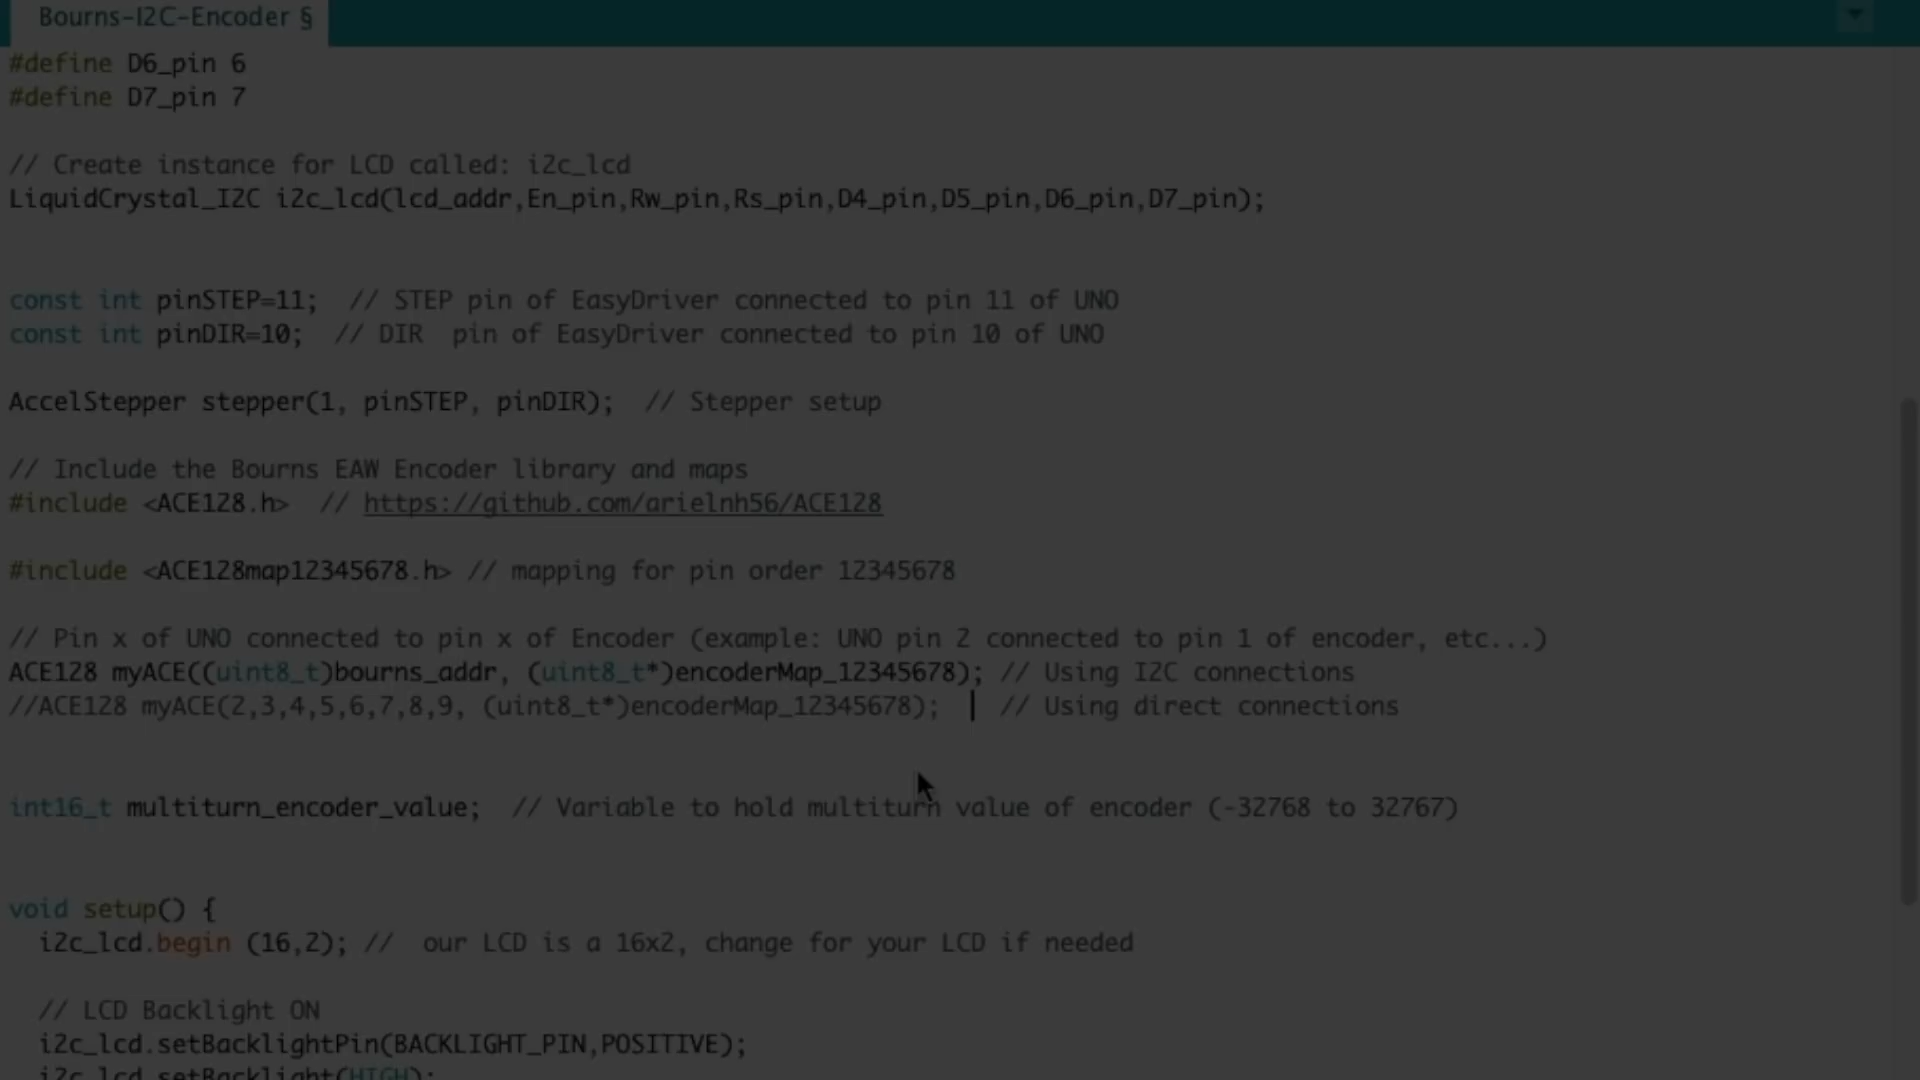 Bourns-I2C-Encoder §
#define D6_pin 6
#define D7_pin 7
// Create instance for LCD called: i2c_lcd
LiquidCrystal_I2C i2c_lcd(lcd_addr,En_pin,Rw_pin,Rs_pin,D4_pin,D5_pin,D6_pin,D7_pin);
const int pinSTEP=11;  // STEP pin of EasyDriver connected to pin 11 of UNO
const int pinDIR=10;  // DIR  pin of EasyDriver connected to pin 10 of UNO
AccelStepper stepper(1, pinSTEP, pinDIR);  // Stepper setup
// Include the Bourns EAW Encoder library and maps
#include <ACE128.h>  // https://github.com/arielnh56/ACE128
#include <ACE128map12345678.h> // mapping for pin order 12345678
// Pin x of UNO connected to pin x of Encoder (example: UNO pin 2 connected to pin 1 of encoder, etc...)
ACE128 myACE((uint8_t)bourns_addr, (uint8_t*)encoderMap_12345678); // Using I2C connections
//ACE128 myACE(2,3,4,5,6,7,8,9, (uint8_t*)encoderMap_12345678);    // Using direct connections
int16_t multiturn_encoder_value;  // Variable to hold multiturn value of encoder (-32768 to 32767)
void setup() {
  i2c_lcd.begin (16,2); //  our LCD is a 16x2, change for your LCD if needed
  // LCD Backlight ON
  i2c_lcd.setBacklightPin(BACKLIGHT_PIN,POSITIVE);
  i2c_lcd.setBacklight(HIGH);